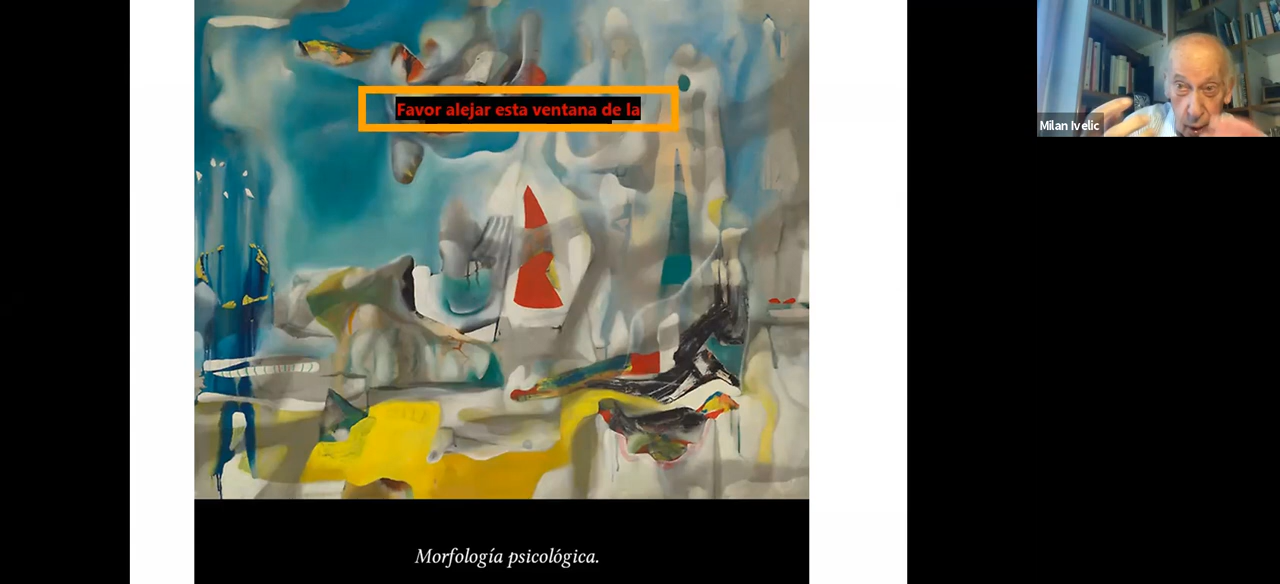 Favor alejar esta ventana de la
Milan Ivelic
Morfología psicológica.